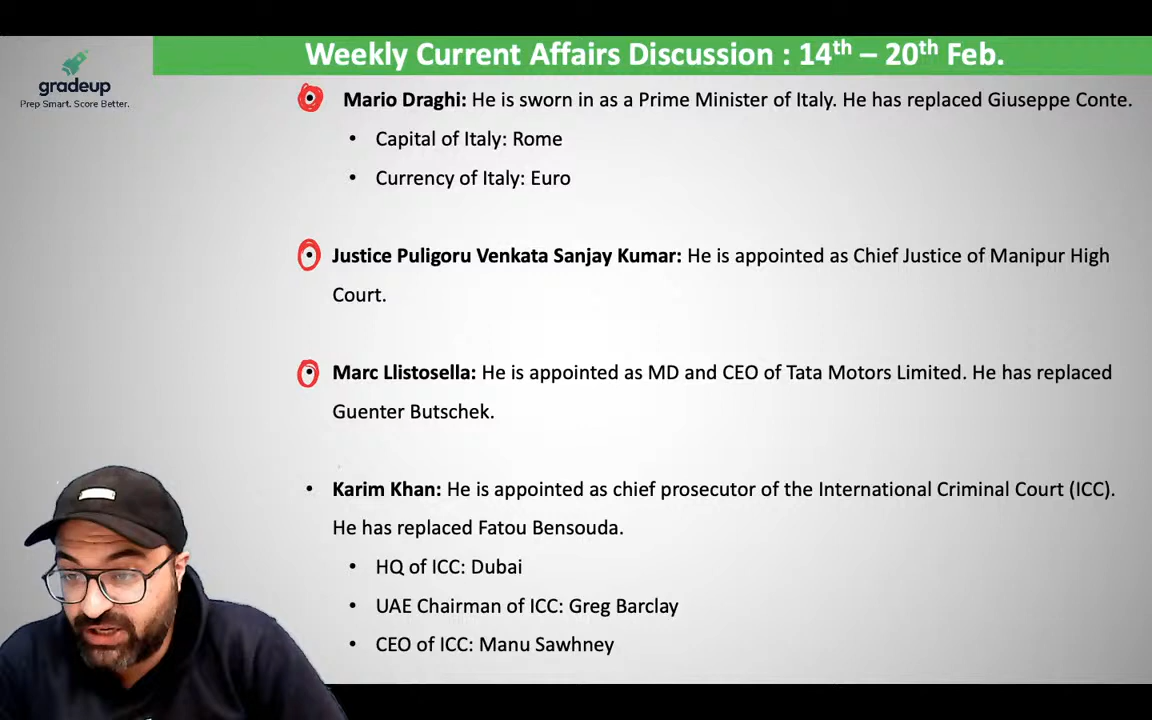 Weekly Current Affairs Discussion : 14th – 20th Feb.
gradeup
Prep Smart. Score Better.
• Mario Draghi: He is sworn in as a Prime Minister of Italy. He has replaced Giuseppe Conte.
• Capital of Italy: Rome
• Currency of Italy: Euro
• Justice Puligoru Venkata Sanjay Kumar: He is appointed as Chief Justice of Manipur High
Court.
• Marc Llistosella: He is appointed as MD and CEO of Tata Motors Limited. He has replaced
Guenter Butschek.
• Karim Khan: He is appointed as chief prosecutor of the International Criminal Court (ICC).
He has replaced Fatou Bensouda.
• HQ of ICC: Dubai
• UAE Chairman of ICC: Greg Barclay
• CEO of ICC: Manu Sawhney